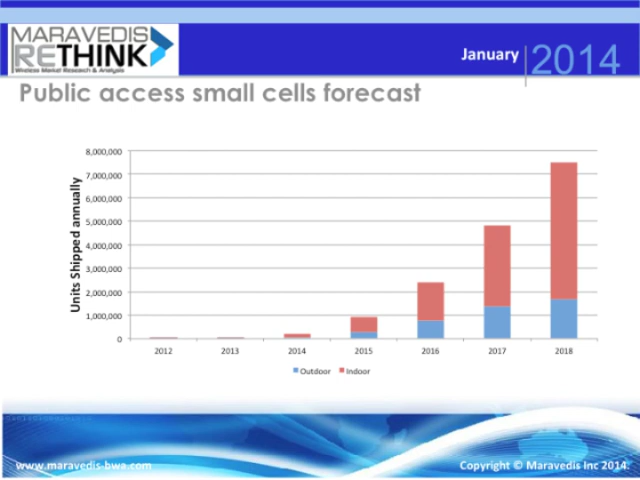 MARAVEDIS
RETHINK
Wireless Market Research & Analysis
January 2014
Public access small cells forecast
Units Shipped annually
8,000,000
7,000,000
6,000,000
5,000,000
4,000,000
3,000,000
2,000,000
1,000,000
0
2012 2013 2014 2015 2016 2017 2018
Outdoor Indoor
www.maravedis-bwa.com
Copyright © Maravedis Inc 2014.